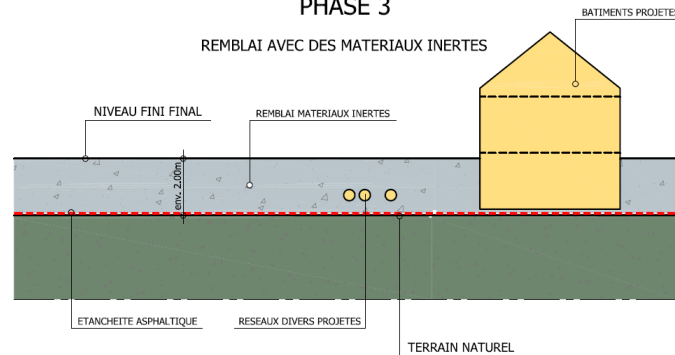 PHASE 3
BATIMENTS PROJETES
REMBLAI AVEC DES MATERIAUX INERTES
NIVEAU FINI FINAL
REMBLAI MATERIAUX INERTES
env. 2.00m
ETANCHEITE ASPHALTIQUE
RESEAUX DIVERS PROJETES
TERRAIN NATUREL